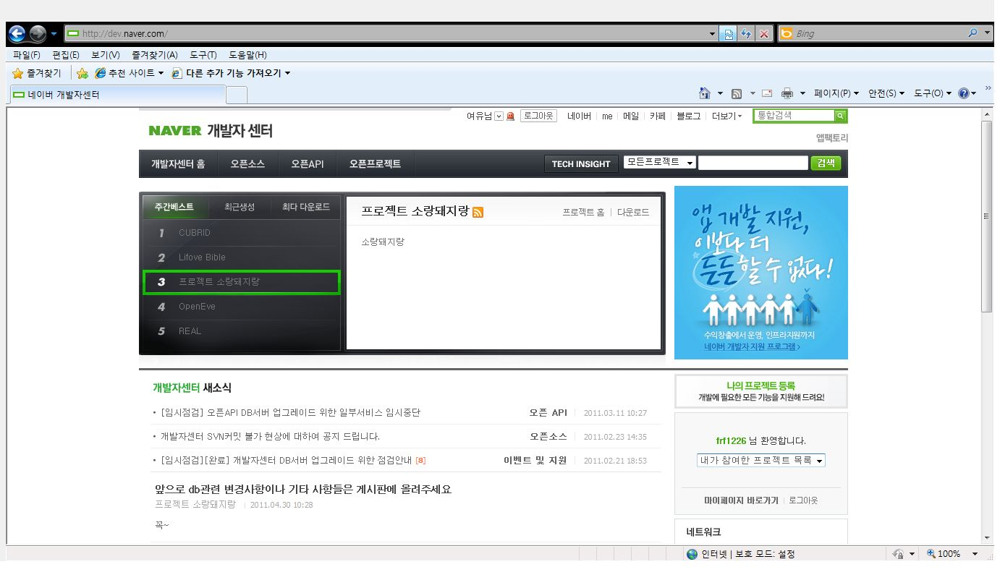 http://dev.naver.com/
Bing
파일(F) 편집(E) 보기(V) 즐겨찾기(A) 도구(T) 도움말(H)
즐겨찾기 추천 사이트 다른 추가 기능 가져오기
네이버 개발자센터
페이지(P) 안전(S) 도구(O)
여유님 로그아웃 네이버 me 메일 카페 블로그 더보기 통합검색
NAVER 개발자 센터
앱팩토리
개발자센터 홈 오픈소스 오픈API 오픈프로젝트 TECH INSIGHT 모든프로젝트 검색
주간베스트 최근생성 최다 다운로드
1 CUBRID
2 Lifove Bible
3 프로젝트 소랑돼지랑
4 OpenEve
5 REAL
프로젝트 소랑돼지랑 프로젝트 홈 다운로드
소랑돼지랑
앱 개발 지원,
이보다 더
든든할 수 없다!
수익창출에서 운영, 인프라지원까지
네이버 개발자 지원 프로그램 >
개발자센터 새소식
• [임시점검] 오픈API DB서버 업그레이드 위한 일부서비스 임시중단 오픈 API 2011.03.11 10:27
• 개발자센터 SVN커밋 불가 현상에 대하여 공지 드립니다. 오픈소스 2011.02.23 14:35
• [임시점검][완료] 개발자센터 DB서버 업그레이드 위한 점검안내 [8] 이벤트 및 지원 2011.02.21 18:53
앞으로 db관련 변경사항이나 기타 사항들은 게시판에 올려주세요
프로젝트 소랑돼지랑 2011.04.30 10:28
꼭~
나의 프로젝트 등록
개발에 필요한 모든 기능을 지원해 드려요!
frf1226 님 환영합니다.
내가 참여한 프로젝트 목록
마이페이지 바로가기 로그아웃
네트워크
인터넷 | 보호 모드: 설정 100%